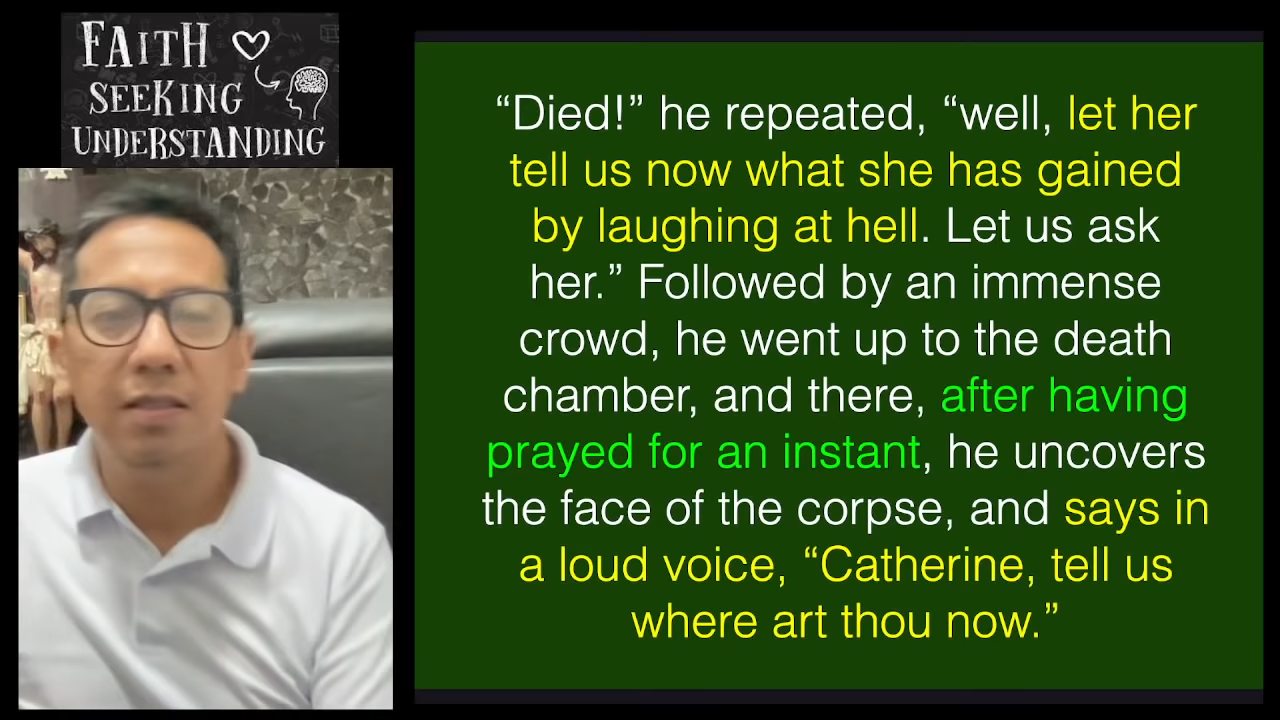 FAITH
SEEKING
UNDERSTANDING
“Died!” he repeated, “well, let her
tell us now what she has gained
by laughing at hell. Let us ask
her.” Followed by an immense
crowd, he went up to the death
chamber, and there, after having
prayed for an instant, he uncovers
the face of the corpse, and says in
a loud voice, “Catherine, tell us
where art thou now.”